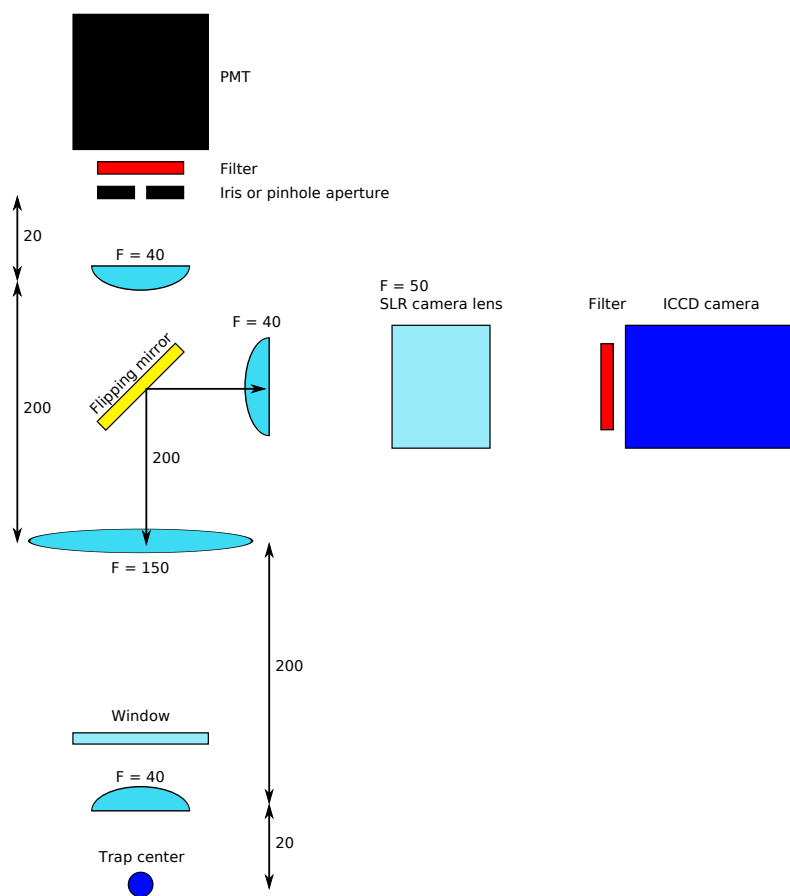 PMT
Filter
Iris or pinhole aperture
20
F = 40
F = 50
SLR camera lens
Filter
ICCD camera
F = 40
Flipping mirror
200
200
F = 150
200
Window
F = 40
20
Trap center